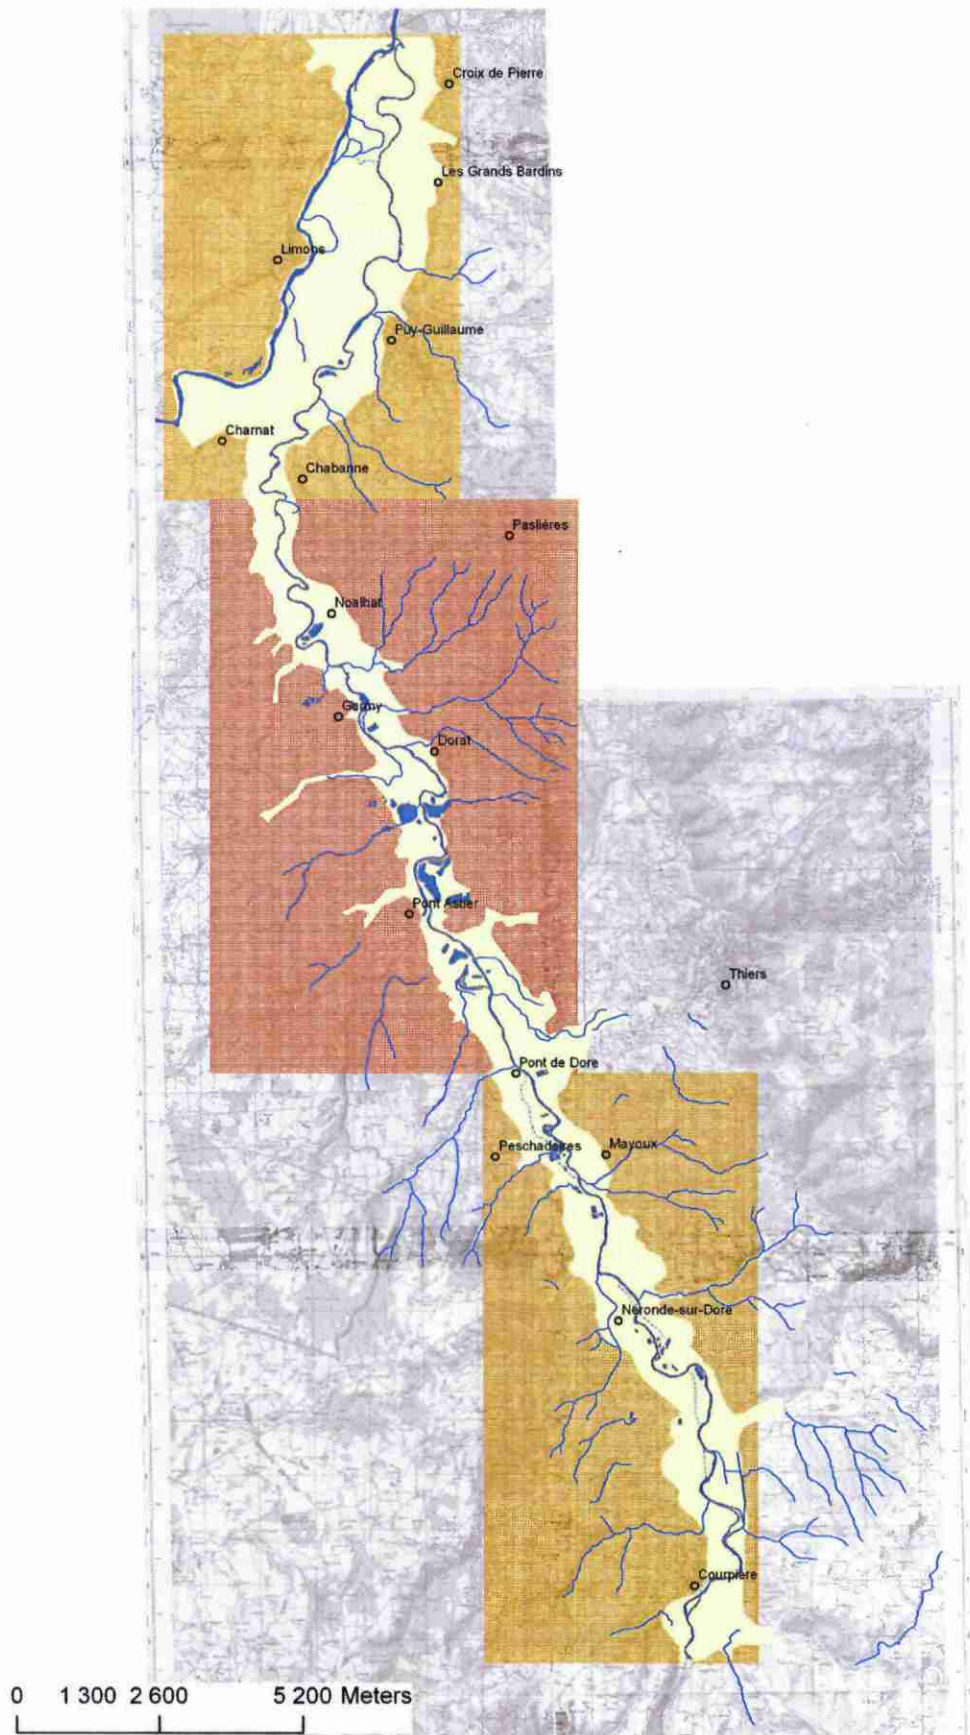 Croix de Pierre
Les Grands Bardins
Limons
Puy-Guillaume
Charnat
Chabanne
Paslières
Noalhat
Dorat
Pont Astier
Thiers
Pont de Dore
Peschadoires
Mayoux
Néronde-sur-Dore
Courpière
0 1 300 2 600 5 200 Meters